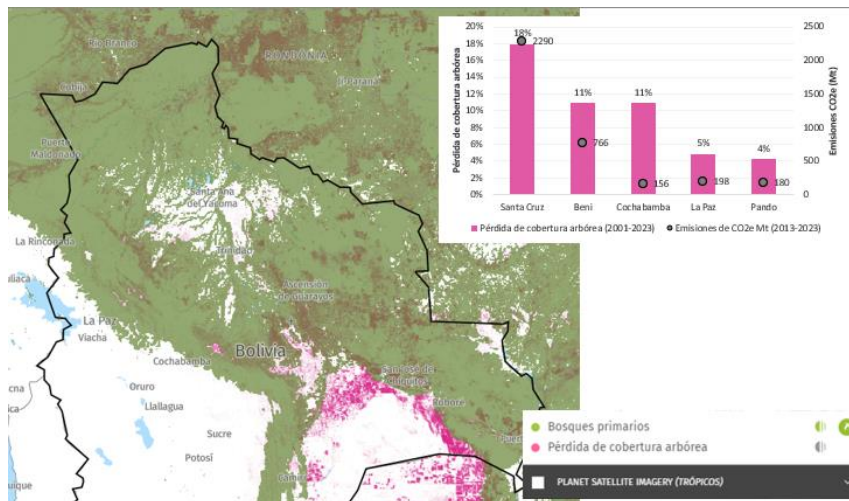 Río Branco
RONDÔNIA
Ji-Paraná
Cobija
Puerto
Maldonado
Santa Ana
del Yacuma
La Rinconada
Trinidad
Juliaca
Ascensión
de Guarayos
La Paz
Viacha
Bolivia
Cochabamba
San José de
Chiquitos
Oruro
Roboré
Llallagua
Sucre
Potosí
Camiri
Iquique
20%
18%
16%
14%
12%
10%
8%
6%
4%
2%
0%
Pérdida de cobertura arbórea
18%
2290
11%
766
11%
156
5%
198
4%
180
2500
2000
1500
1000
500
0
Emisiones CO2e (Mt)
Santa Cruz
Beni
Cochabamba
La Paz
Pando
Pérdida de cobertura arbórea (2001-2023)
Emisiones de CO2e Mt (2013-2023)
Bosques primarios
Pérdida de cobertura arbórea
PLANET SATELLITE IMAGERY (TRÓPICOS)